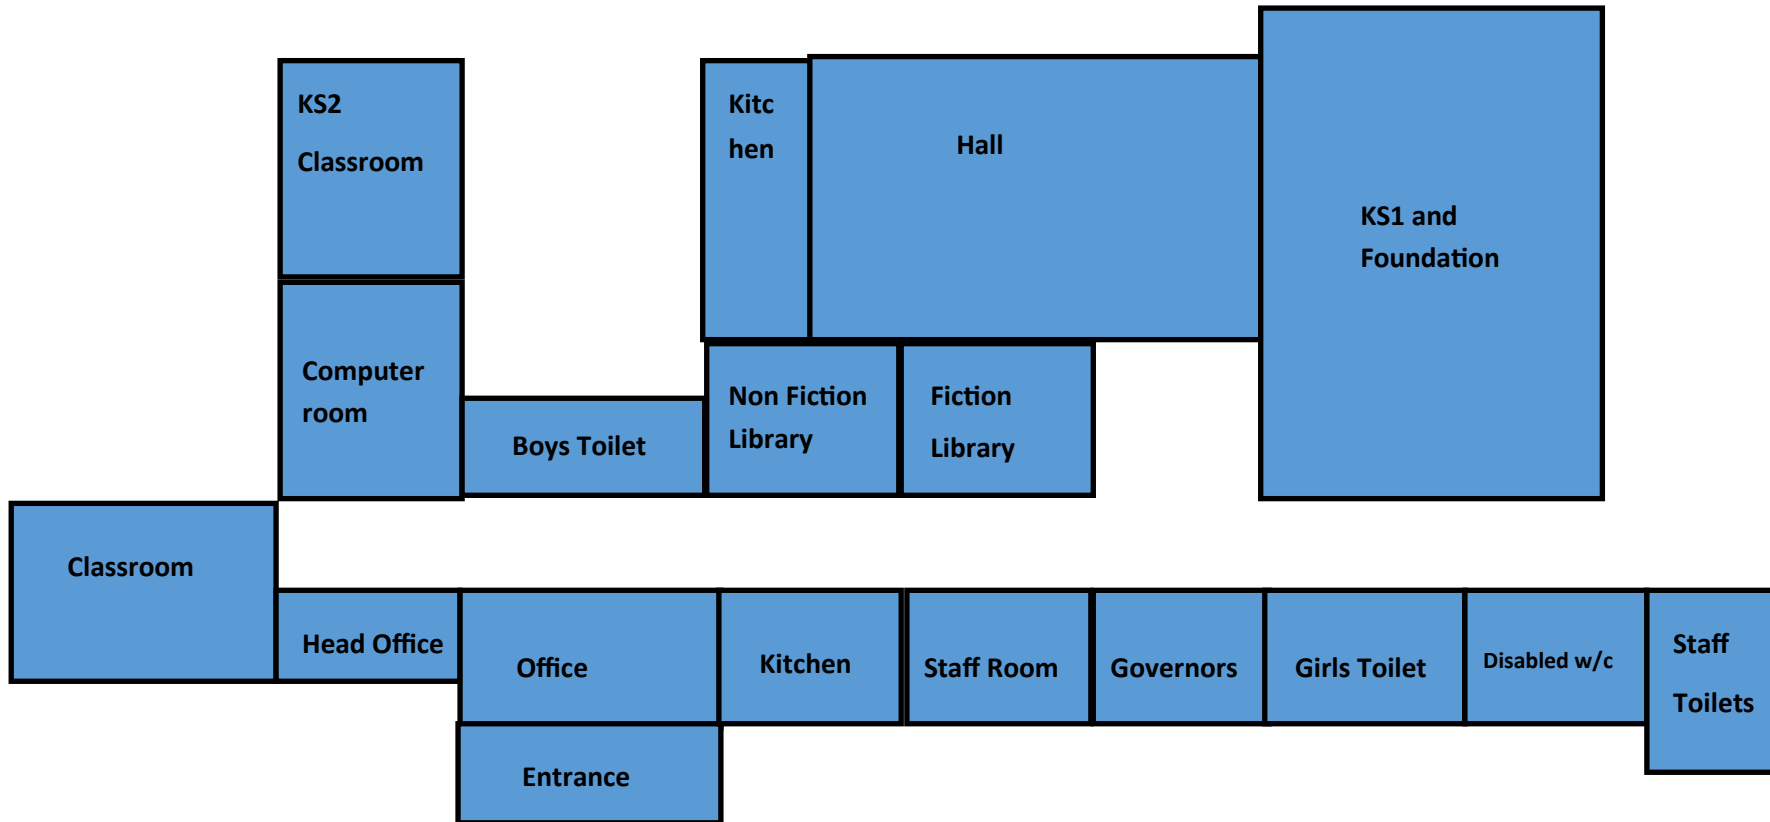 KS2
Classroom
Kitc
hen
Hall
KS1 and
Foundation
Computer
room
Boys Toilet
Non Fiction
Library
Fiction
Library
Classroom
Head Office
Office
Kitchen
Staff Room
Governors
Girls Toilet
Disabled w/c
Staff
Toilets
Entrance